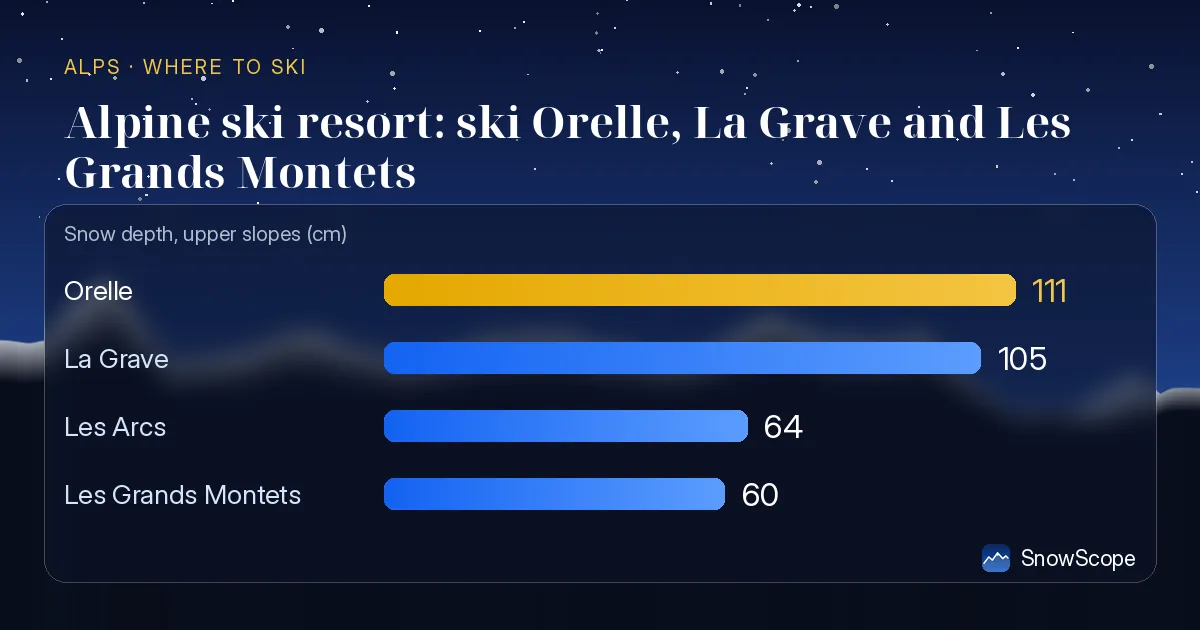 ALPS · WHERE TO SKI
Alpine ski resort: ski Orelle, La Grave and Les
Grands Montets
Snow depth, upper slopes (cm)
Orelle 111
La Grave 105
Les Arcs 64
Les Grands Montets 60
SnowScope